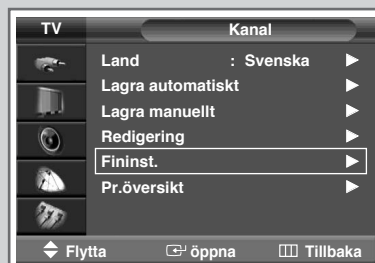 TV Kanal
Land : Svenska
Lagra automatiskt
Lagra manuellt
Redigering
Fininst.
Pr.översikt
Flytta öppna Tillbaka